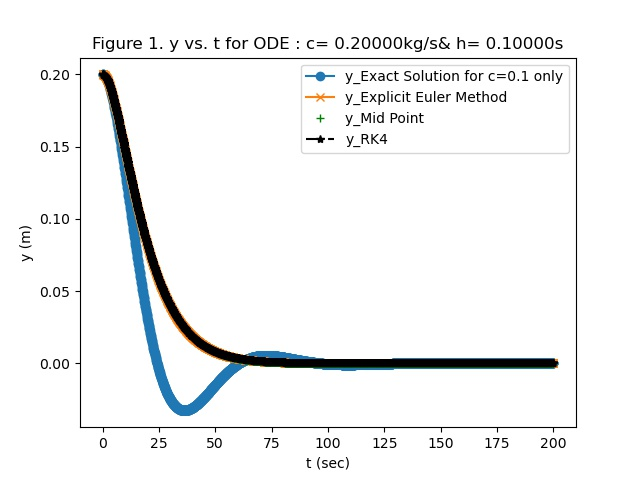 Figure 1. y vs. t for ODE : c= 0.20000kg/s& h= 0.10000s
y_Exact Solution for c=0.1 only
y_Explicit Euler Method
y_Mid Point
y_RK4
0.20
0.15
0.10
0.05
0.00
y (m)
0 25 50 75 100 125 150 175 200
t (sec)